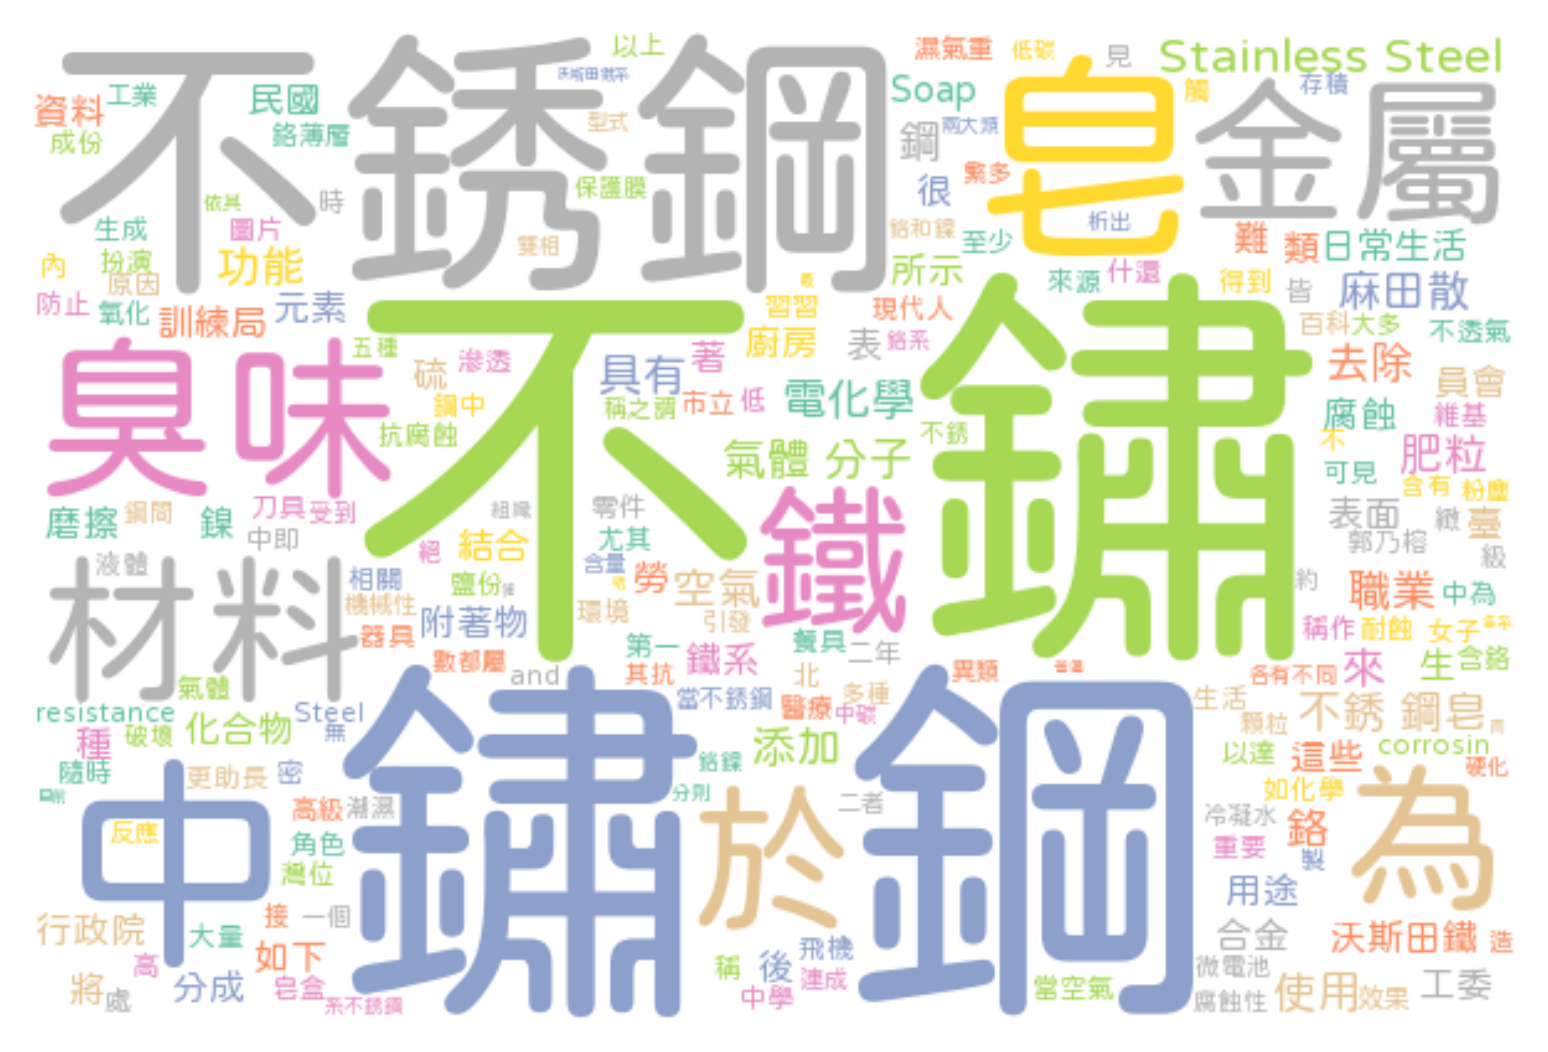 不銹鋼
皂
金屬
Stainless Steel
以上
濕氣重
低碳
見
資料
工業
民國
Soap
觸
存積
成份
鉻薄層
型式
鋼
兩大類
保護膜
很
繁多
依其
時
析出
生成
圖片
雙相
鉻和鎳
至少
難
類
日常生活
內
扮演
功能
所示
來源
什還
得到
皆
麻田散
原因
防止
氧化
訓練局
元素
習習
現代人
百科
大多
不透氣
不鏽
臭味
五種
滲透
具有
著
廚房
表
鉻系
去除
硫
鋼中
稱之謂
市立
低
電化學
員會
抗腐蝕
不銹
腐蝕
維基
不
氣體
分子
肥粒
可見
含有
粉塵
鐵
磨擦
鋼問
鎳
刀具
受到
組織
零件
表面
緻
臺
中即
絕
結合
尤其
郭乃榕
級
材料
液體
相關
鹽份
含量
勞
空氣
約
職業
中為
機械性
附著物
環境
引發
器具
第一
餐具
稱作
耐蝕
女子
數都屬
and
其抗
鐵系
二年
北
異類
各有不同
來
生
含鉻
氣體
resistance
Steel
鏽鋼
當不銹鋼
醫療
多種
中碳
生活
不銹
鋼皂
種
破壞
化合物
無
添加
顆粒
隨時
更助長
密
鉻鎳
以達
這些
corrosin
硬化
中
高級
潮濕
分則
於
二者
如化學
為
反應
角色
冷凝水
鉻
灣位
重要
製
用途
行政院
大量
接
一個
如下
飛機
合金
沃斯田鐵
造
高
稱
後
連成
微電池
將
處
分成
皂盒
系不銹鋼
中學
當空氣
腐蝕性
使用
效果
工委